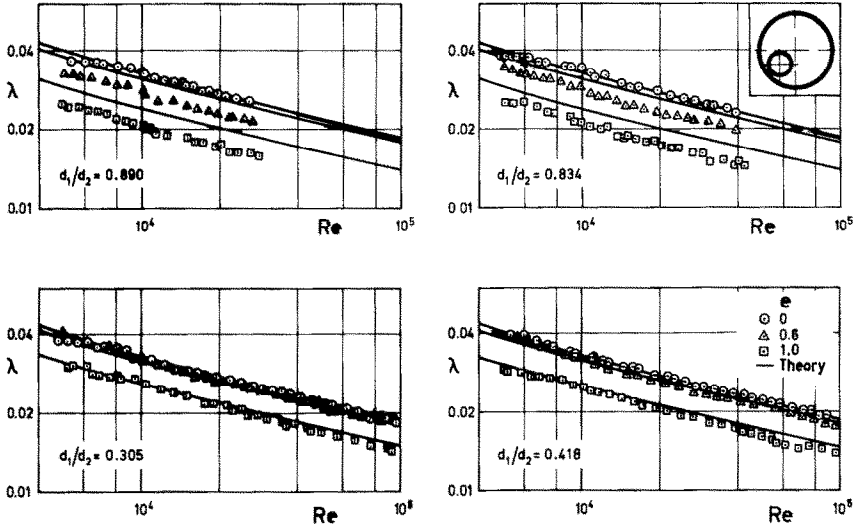 0.04
λ
0.02
d₁/d₂ = 0.890
0.01
10⁴
Re
10⁵
0.04
λ
0.02
d₁/d₂ = 0.834
0.01
10⁴
Re
10⁵
0.04
λ
0.02
d₁/d₂ = 0.305
0.01
10⁴
Re
10⁵
e
0
0.6
1.0
Theory
0.04
λ
0.02
d₁/d₂ = 0.418
0.01
10⁴
Re
10⁵